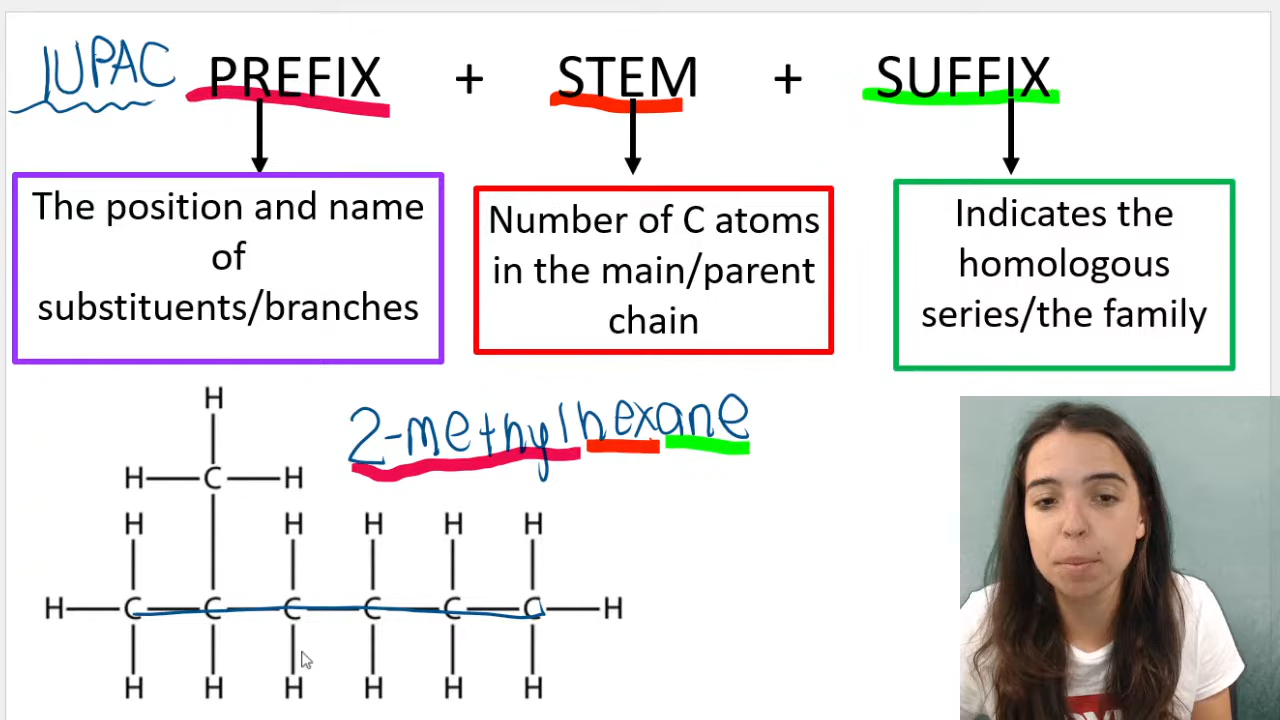 IUPAC PREFIX + STEM + SUFFIX
The position and name
of
substituents/branches
Number of C atoms
in the main/parent
chain
Indicates the
homologous
series/the family
2-methylhexane
H
H C H
H H H H H
H C C C C C C H
H H H H H H